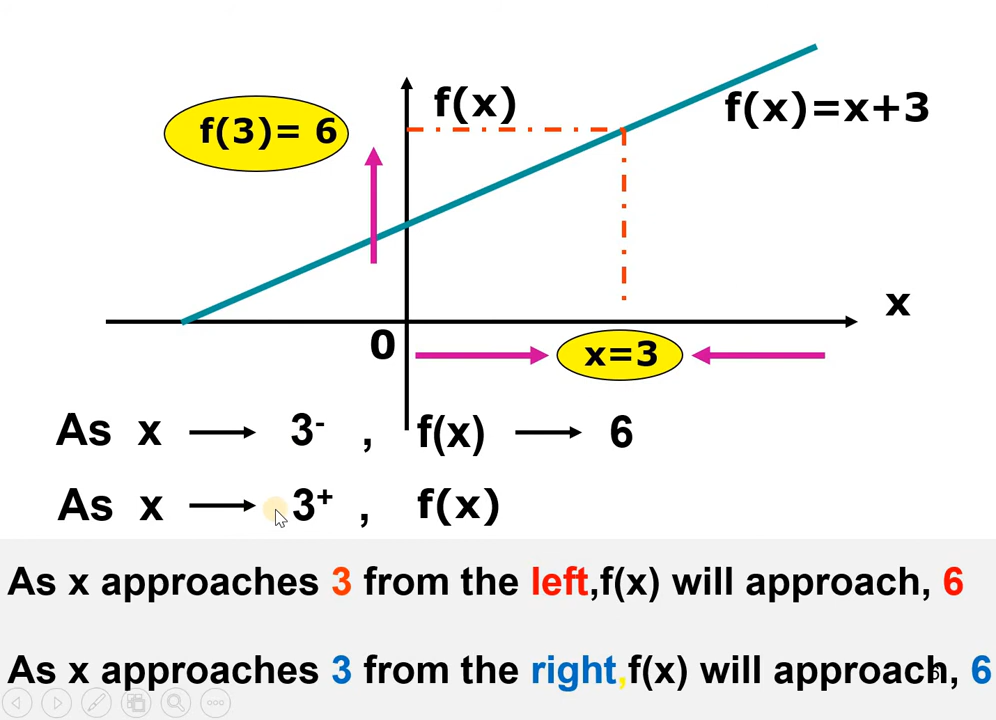 f(x)
f(3)= 6
f(x)=x+3
x
0
x=3
As x ⟶ 3⁻ , f(x) ⟶ 6
As x ⟶ 3⁺ , f(x)
As x approaches 3 from the left,f(x) will approach, 6
As x approaches 3 from the right,f(x) will approach, 6